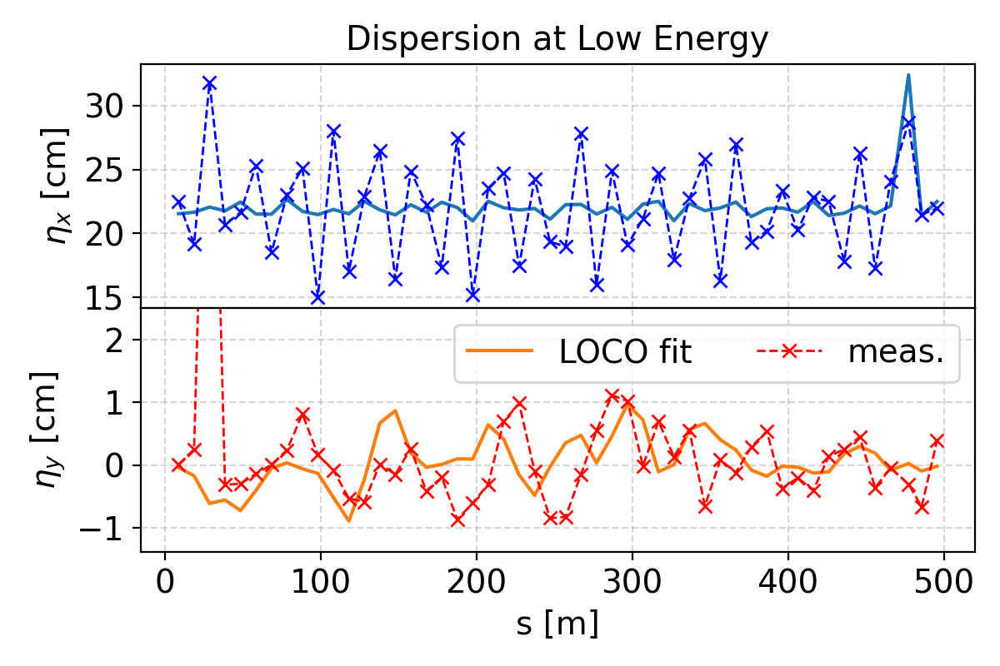 Dispersion at Low Energy
ηx [cm]
30
25
20
15
ηy [cm]
2
1
0
−1
LOCO fit
meas.
0 100 200 300 400 500
s [m]